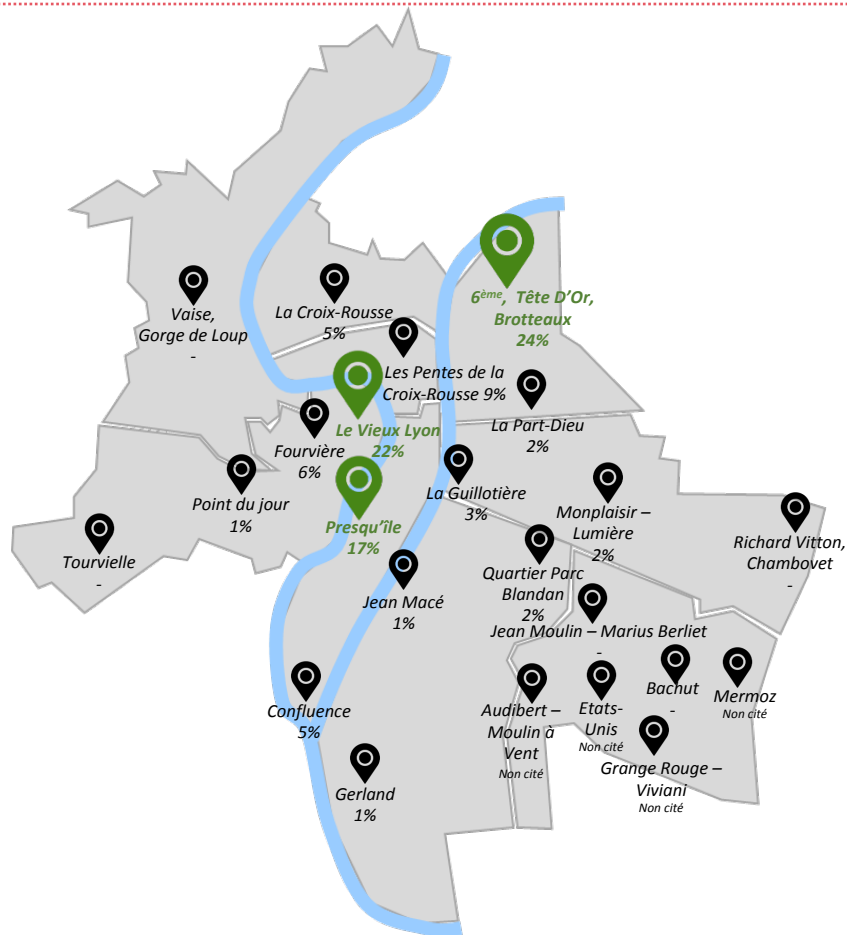 6ème, Tête D'Or,
Brotteaux
24%
Vaise,
Gorge de Loup
-
La Croix-Rousse
5%
Les Pentes de la
Croix-Rousse 9%
La Part-Dieu
2%
Le Vieux Lyon
22%
Fourvière
6%
Point du jour
1%
La Guillotière
3%
Monplaisir –
Lumière
2%
Richard Vitton,
Chambovet
-
Presqu'île
17%
Tourvielle
-
Quartier Parc
Blandan
2%
Jean Macé
1%
Jean Moulin – Marius Berliet
-
Bachut
-
Mermoz
Non cité
Confluence
5%
Audibert –
Moulin à
Vent
Non cité
Etats-
Unis
Non cité
Grange Rouge –
Viviani
Non cité
Gerland
1%